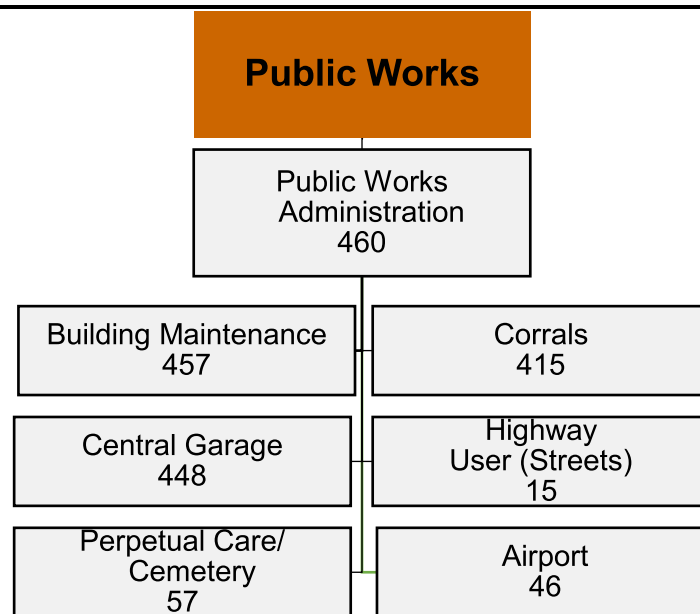 Public Works
Public Works
Administration
460
Building Maintenance
457
Corrals
415
Central Garage
448
Highway
User (Streets)
15
Perpetual Care/
Cemetery
57
Airport
46